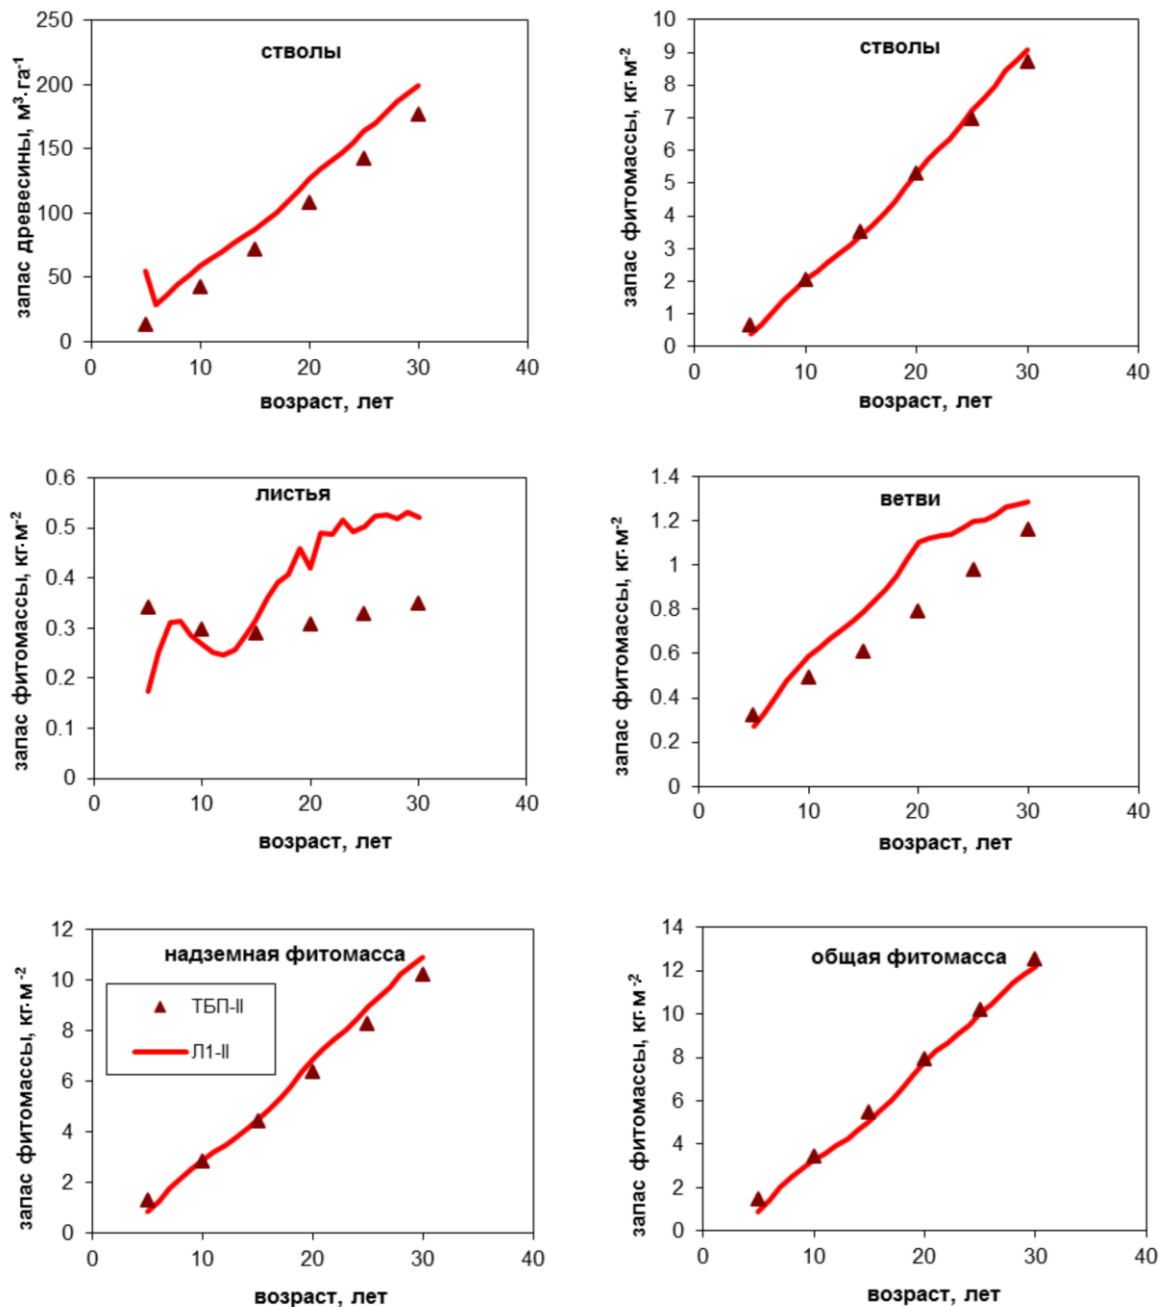 стволы
запас древесины, м³·га⁻¹
250
200
150
100
50
0
0 10 20 30 40
возраст, лет
стволы
запас фитомассы, кг·м⁻²
10
9
8
7
6
5
4
3
2
1
0
0 10 20 30 40
возраст, лет
листья
запас фитомассы, кг·м⁻²
0.6
0.5
0.4
0.3
0.2
0.1
0
0 10 20 30 40
возраст, лет
ветви
запас фитомассы, кг·м⁻²
1.4
1.2
1
0.8
0.6
0.4
0.2
0
0 10 20 30 40
возраст, лет
надземная фитомасса
запас фитомассы, кг·м⁻²
12
10
8
6
4
2
0
ТБП-II
Л1-II
0 10 20 30 40
возраст, лет
общая фитомасса
запас фитомассы, кг·м⁻²
14
12
10
8
6
4
2
0
0 10 20 30 40
возраст, лет